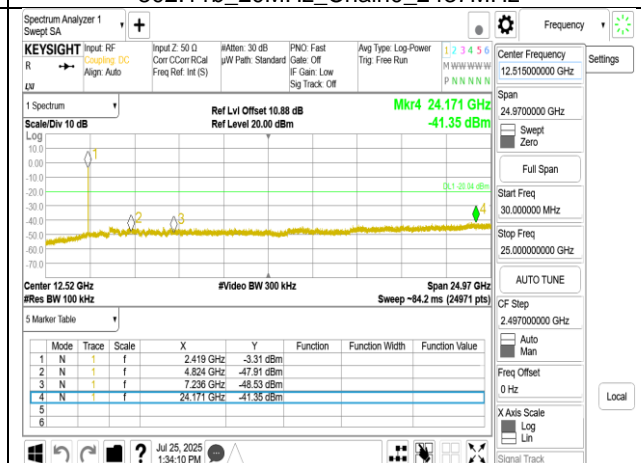 Spectrum Analyzer 1
Swept SA
Frequency
KEYSIGHT
R
Input: RF
Coupling: DC
Align: Auto
Input Z: 50 Ω
Corr CCorr RCal
Freq Ref: Int (S)
#Atten: 30 dB
µW Path: Standard
PNO: Fast
Gate: Off
IF Gain: Low
Sig Track: Off
Avg Type: Log-Power
Trig: Free Run
1 2 3 4 5 6
M W W W W W
P N N N N N
LXI
1 Spectrum
Scale/Div 10 dB
Ref Lvl Offset 10.88 dB
Ref Level 20.00 dBm
Mkr4 24.171 GHz
-41.35 dBm
Log
10.0
0.00
-10.0
-20.0
-30.0
-40.0
-50.0
-60.0
-70.0
1
2
3
4
DL1 -20.04 dBm
Center 12.52 GHz
#Res BW 100 kHz
#Video BW 300 kHz
Span 24.97 GHz
Sweep ~84.2 ms (24971 pts)
5 Marker Table
Mode Trace Scale X Y Function Function Width Function Value
1 N 1 f 2.419 GHz -3.31 dBm
2 N 1 f 4.824 GHz -47.91 dBm
3 N 1 f 7.236 GHz -48.53 dBm
4 N 1 f 24.171 GHz -41.35 dBm
5
6
Jul 25, 2025
1:34:10 PM
Center Frequency
12.515000000 GHz
Settings
Span
24.9700000 GHz
Swept
Zero
Full Span
Start Freq
30.000000 MHz
Stop Freq
25.000000000 GHz
AUTO TUNE
CF Step
2.497000000 GHz
Auto
Man
Freq Offset
0 Hz
Local
X Axis Scale
Log
Lin
Signal Track